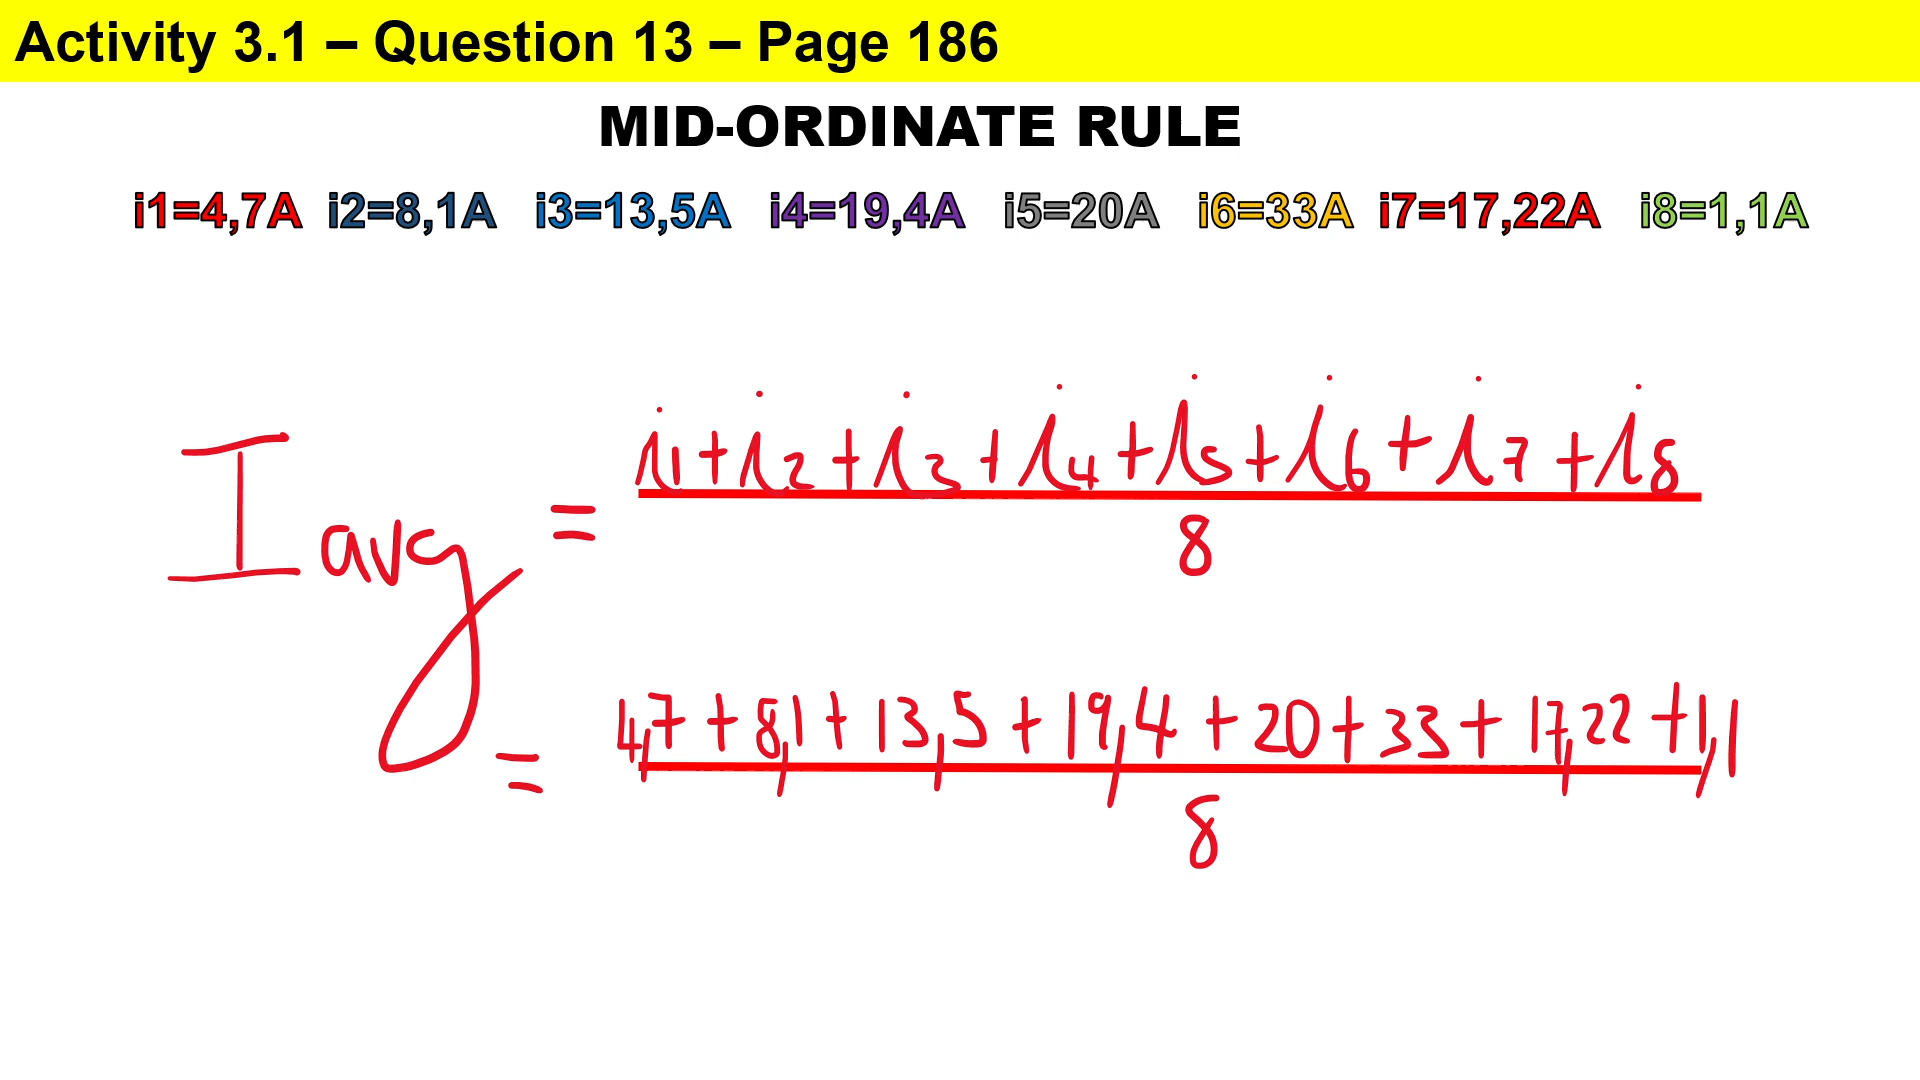 Activity 3.1 – Question 13 – Page 186
MID-ORDINATE RULE
i1=4,7A i2=8,1A i3=13,5A i4=19,4A i5=20A i6=33A i7=17,22A i8=1,1A
I avg = i1+i2+i3+i4+i5+i6+i7+i8
8
= 4,7+8,1+13,5+19,4+20+33+17,22+1,1
8